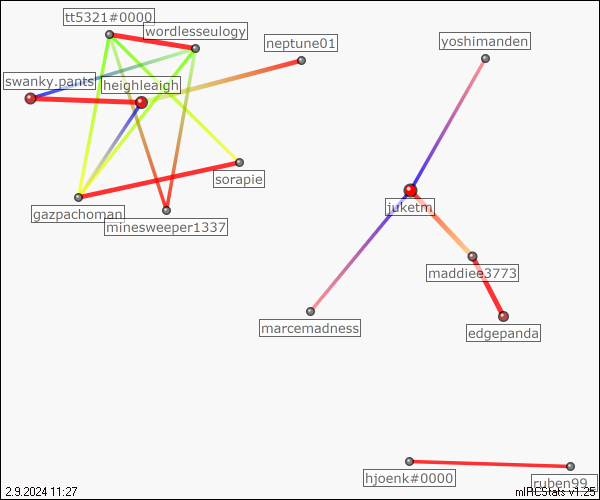 tt5321#0000
wordlesseulogy
neptune01
yoshimanden
swanky.pants
heighleaigh
sorapie
juketm
gazpachoman
minesweeper1337
maddiee3773
marcemadness
edgepanda
hjoenk#0000
ruben99_
2.9.2024 11:27
mIRCStats v1.25